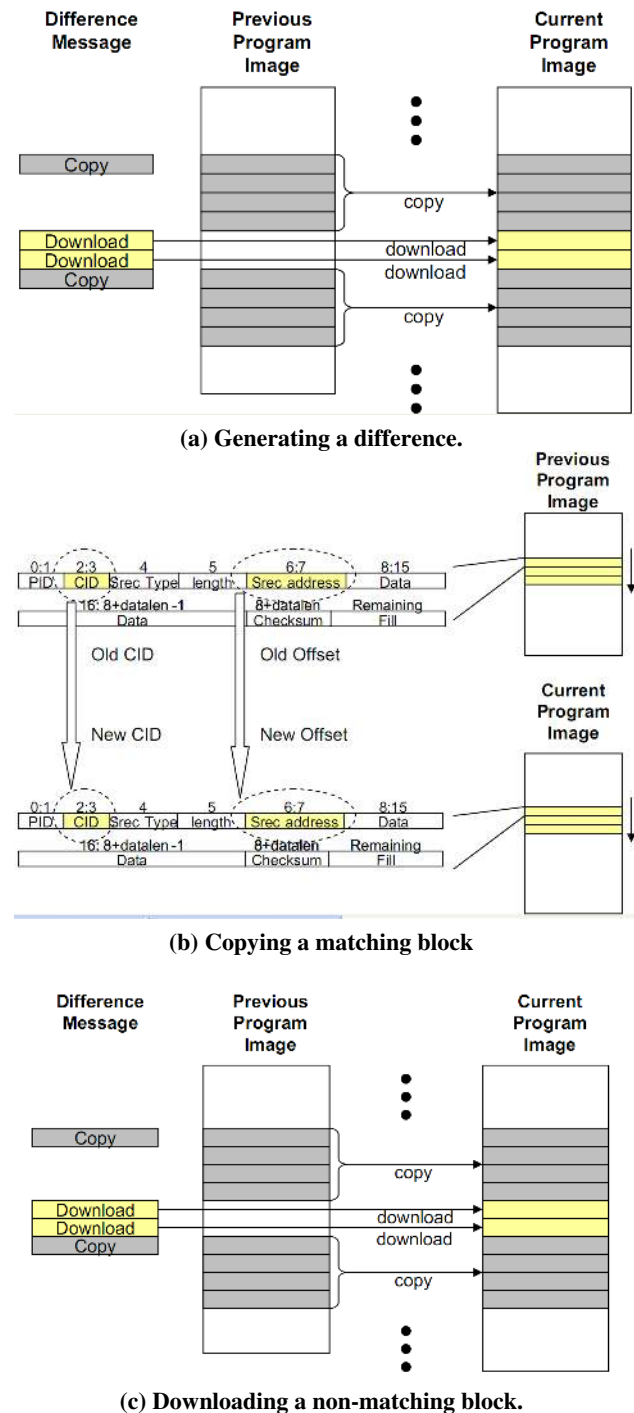 Difference Message
Previous Program Image
Current Program Image
Copy
copy
Download
download
Download
download
Copy
copy
(a) Generating a difference.
Previous Program Image
0:1 2:3 4 5 6:7 8:15
PID CID Srec Type length Srec address Data
16: 8+datalen -1 8+datalen Remaining
Data Checksum Fill
Old CID Old Offset
Current Program Image
New CID New Offset
0:1 2:3 4 5 6:7 8:15
PID CID Srec Type length Srec address Data
16: 8+datalen -1 8+datalen Remaining
Data Checksum Fill
(b) Copying a matching block
Difference Message
Previous Program Image
Current Program Image
Copy
copy
Download
download
Download
download
Copy
copy
(c) Downloading a non-matching block.